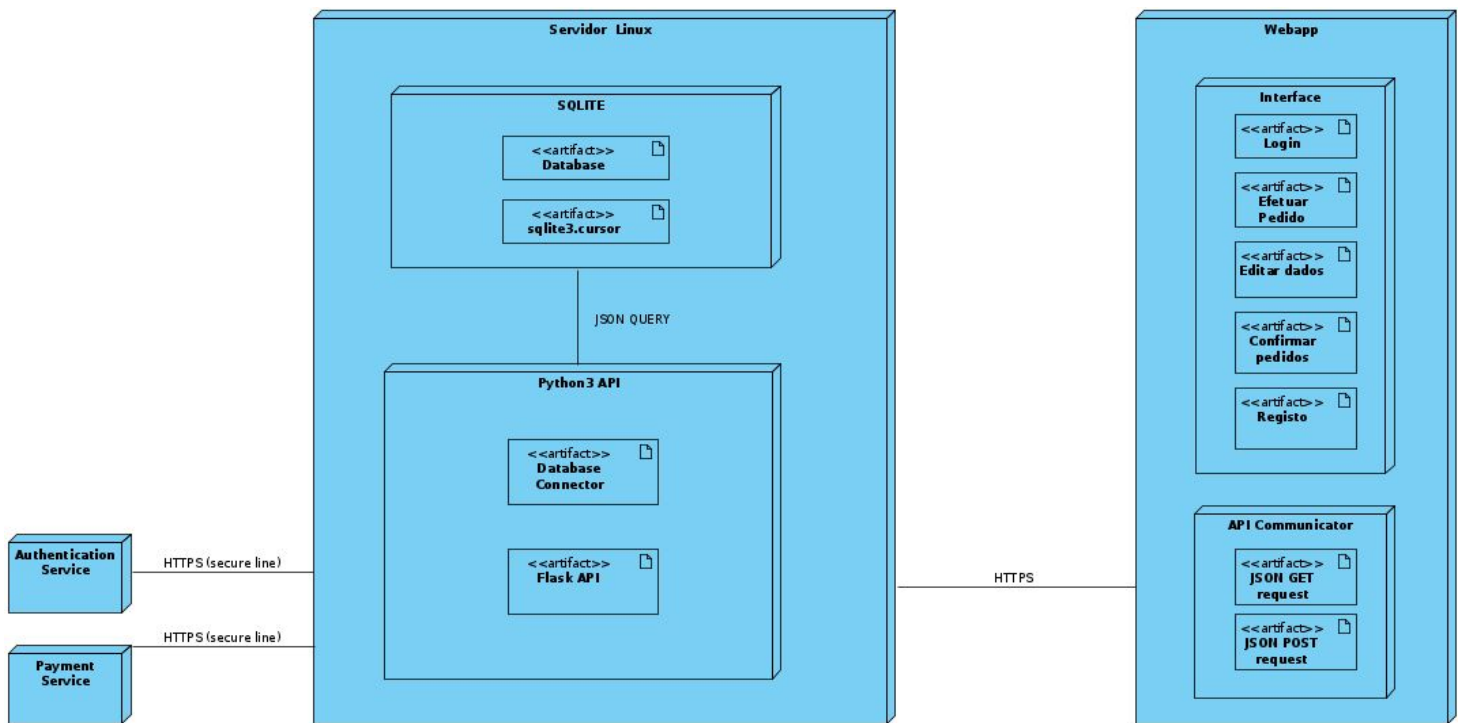 Servidor Linux
SQLITE
<<artifact>>
Database
<<artifact>>
sqlite3.cursor
JSON QUERY
Python3 API
<<artifact>>
Database
Connector
<<artifact>>
Flask API
Authentication
Service
HTTPS (secure line)
Payment
Service
HTTPS (secure line)
HTTPS
Webapp
Interface
<<artifact>>
Login
<<artifact>>
Efetuar
Pedido
<<artifact>>
Editar dados
<<artifact>>
Confirmar
pedidos
<<artifact>>
Registo
API Communicator
<<artifact>>
JSON GET
request
<<artifact>>
JSON POST
request